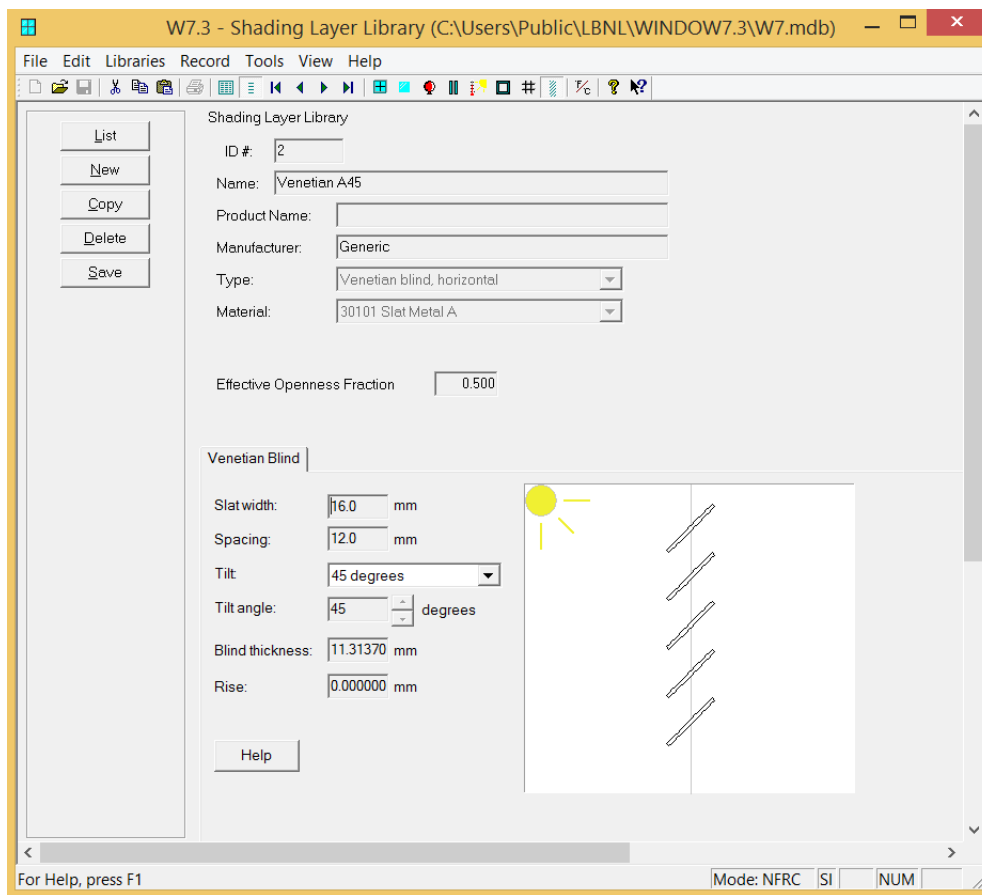 W7.3 - Shading Layer Library (C:\Users\Public\LBNL\WINDOW7.3\W7.mdb)
File Edit Libraries Record Tools View Help
List
New
Copy
Delete
Save
Shading Layer Library
ID #: 2
Name: Venetian A45
Product Name:
Manufacturer: Generic
Type: Venetian blind, horizontal
Material: 30101 Slat Metal A
Effective Openness Fraction 0.500
Venetian Blind
Slat width: 16.0 mm
Spacing: 12.0 mm
Tilt: 45 degrees
Tilt angle: 45 degrees
Blind thickness: 11.31370 mm
Rise: 0.000000 mm
Help
For Help, press F1 Mode: NFRC SI NUM